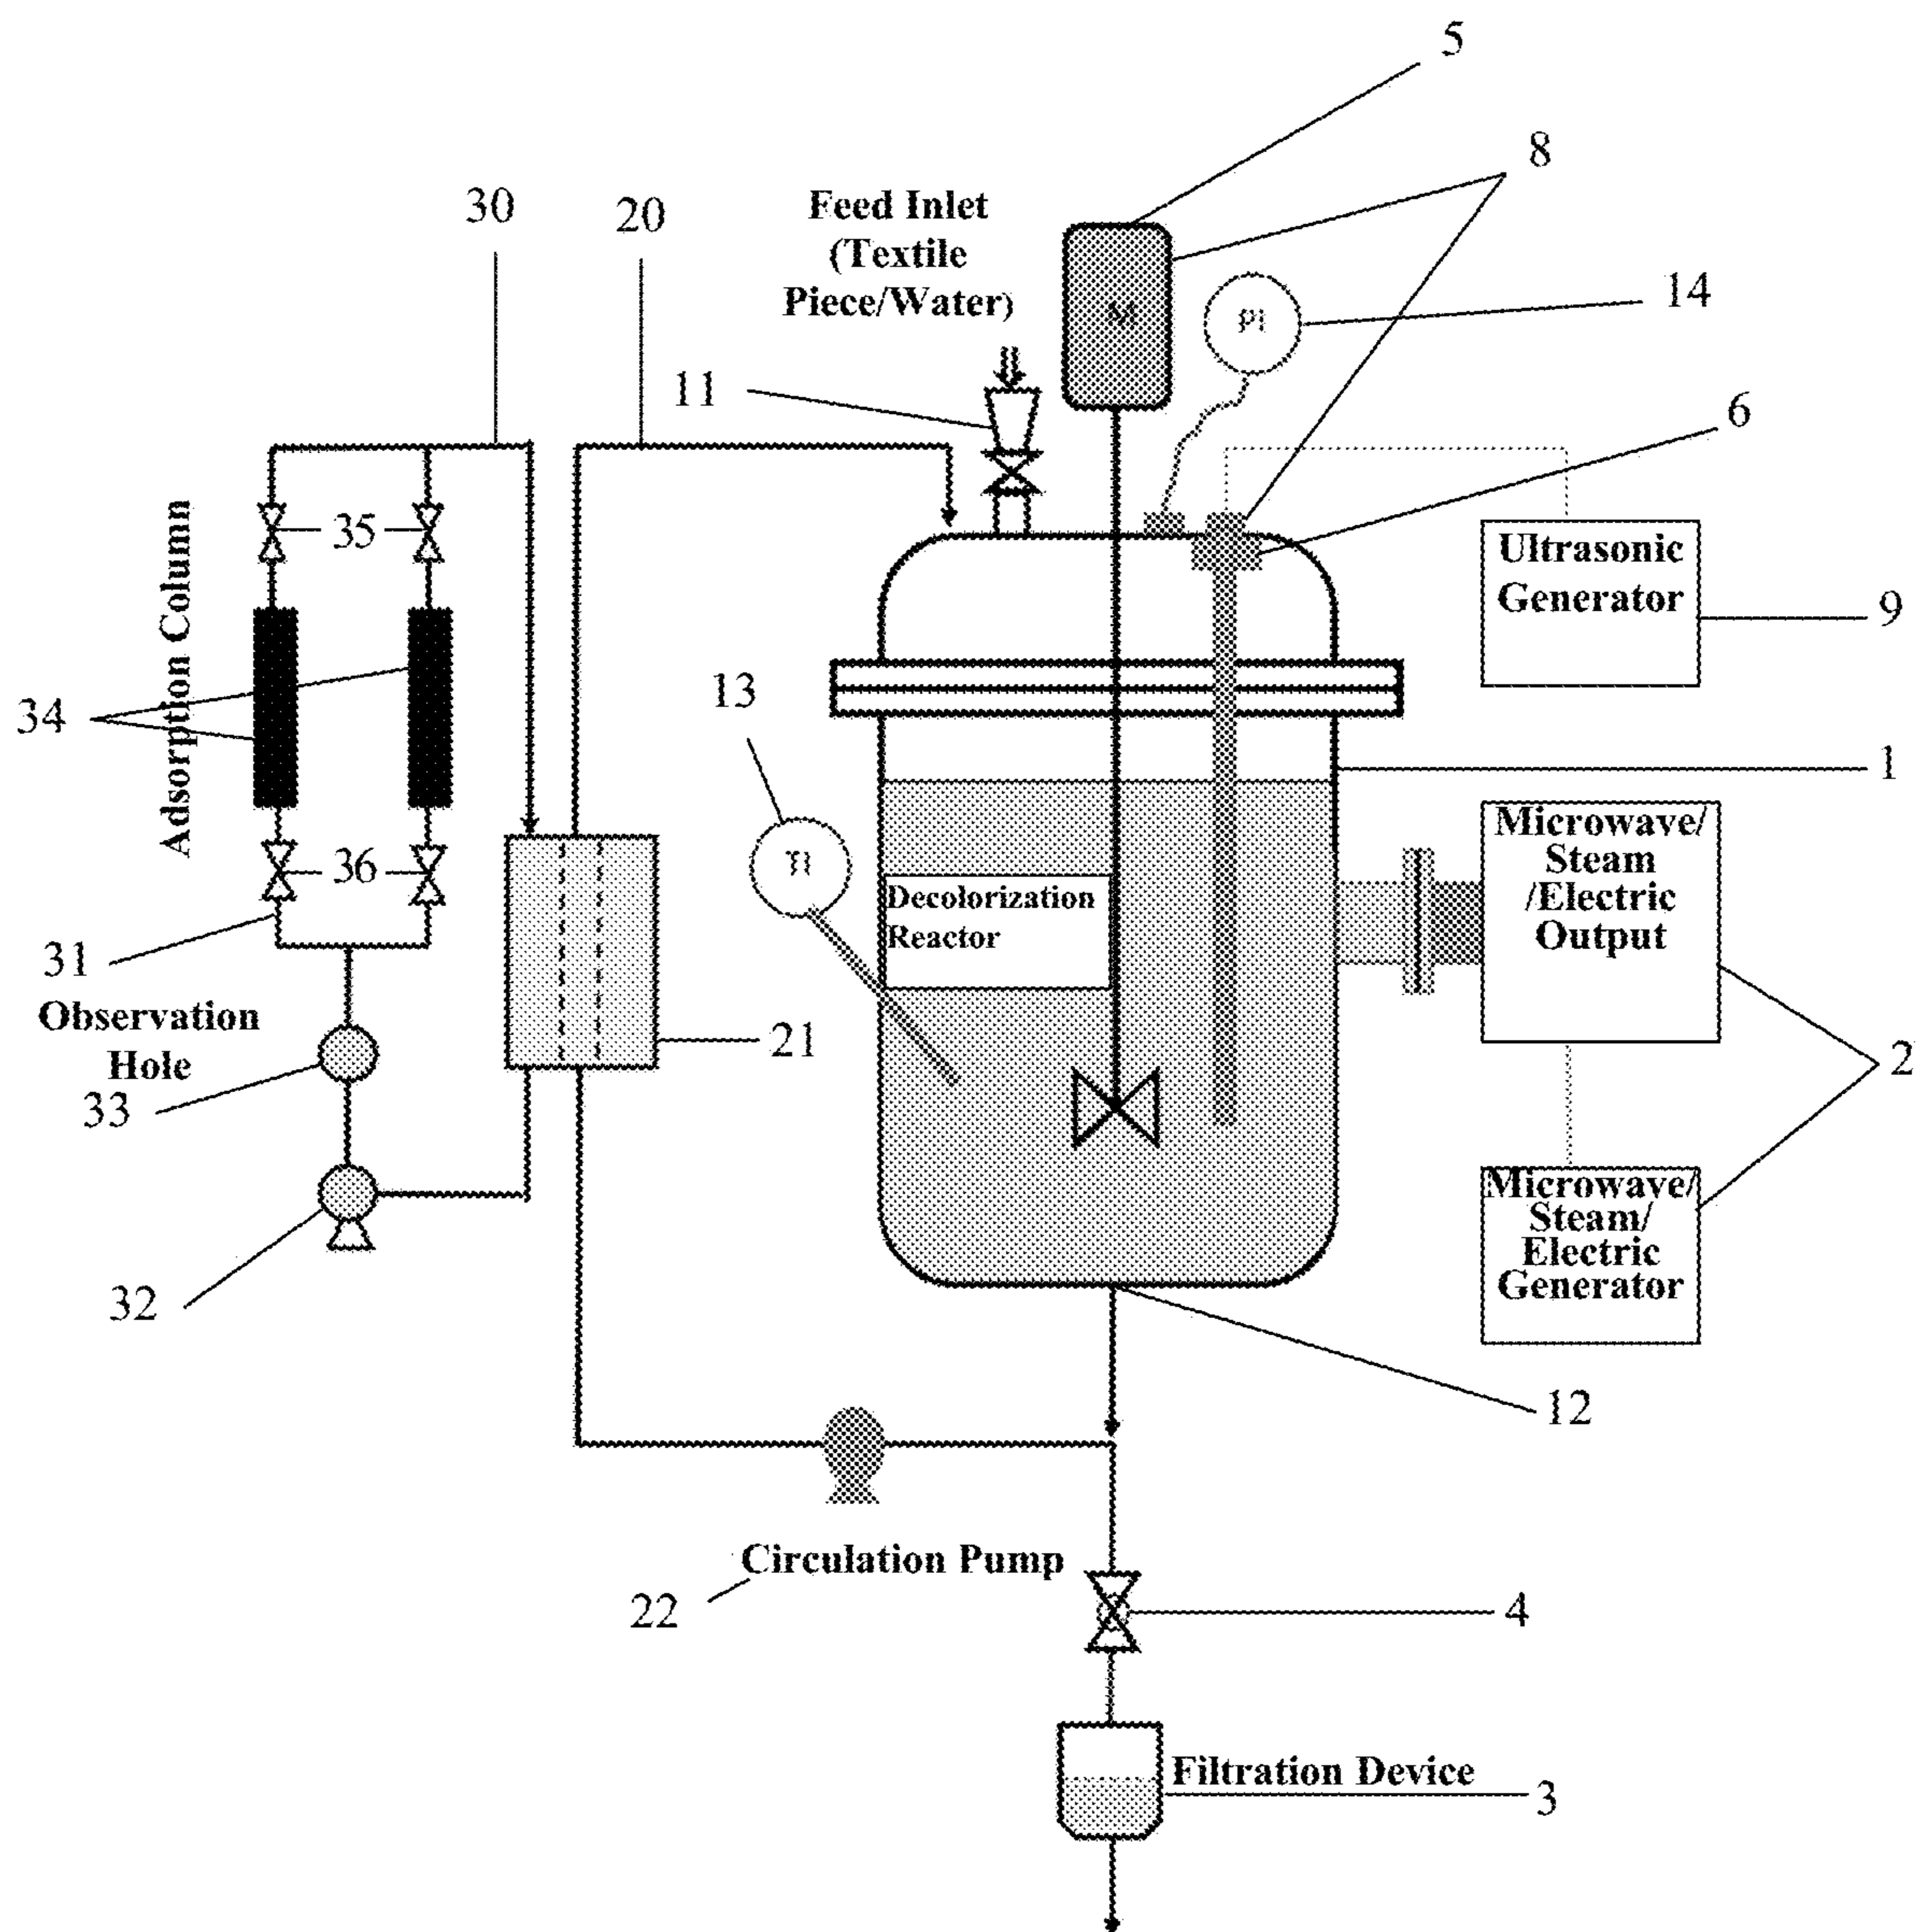 5
8
30
20
Feed Inlet
(Textile
Piece/Water)
14
M
PI
11
6
35
Ultrasonic
Generator
9
Adsorption Column
34
13
1
TI
Microwave/
Steam
/Electric
Output
36
Decolorization
Reactor
31
Observation
Hole
33
21
2
32
Microwave/
Steam/
Electric
Generator
12
Circulation Pump
22
4
Filtration Device
3